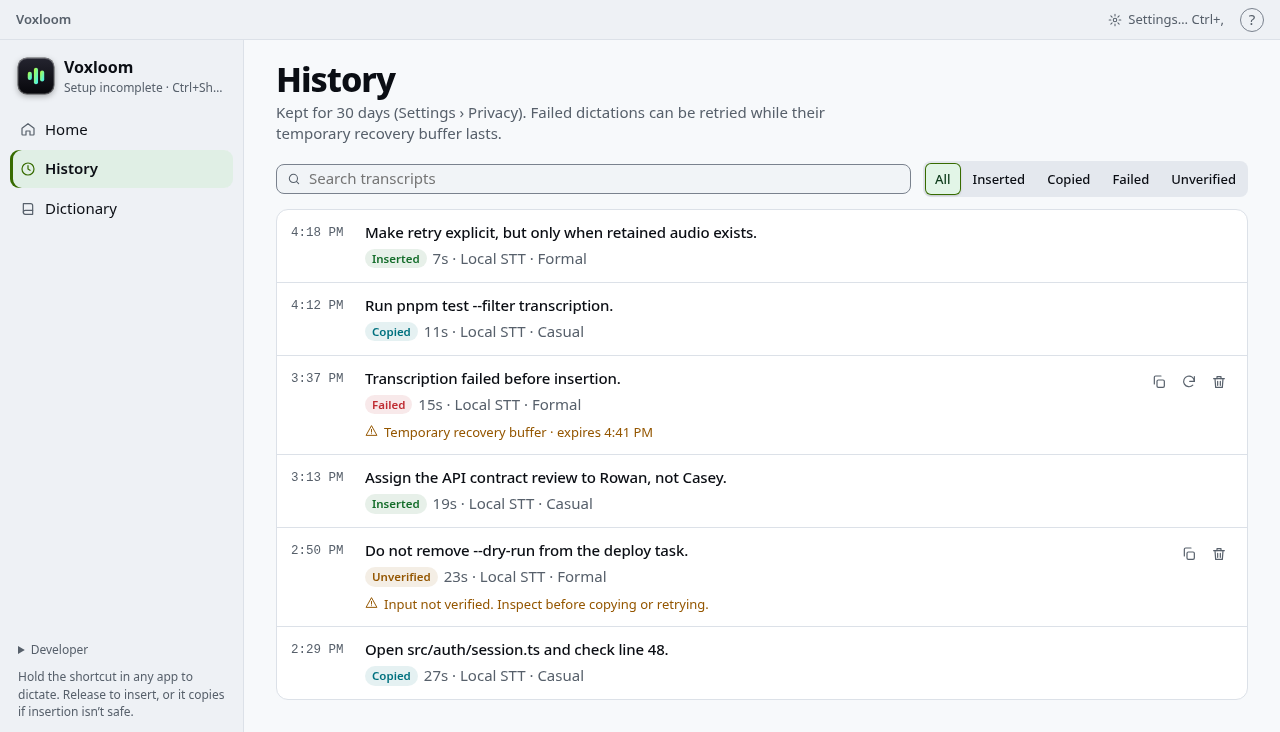 Voxloom
Settings... Ctrl+,
?
Voxloom
Setup incomplete · Ctrl+Sh...
Home
History
Dictionary
Developer
Hold the shortcut in any app to
dictate. Release to insert, or it copies
if insertion isn't safe.
History
Kept for 30 days (Settings › Privacy). Failed dictations can be retried while their
temporary recovery buffer lasts.
Search transcripts
All Inserted Copied Failed Unverified
4:18 PM Make retry explicit, but only when retained audio exists.
Inserted 7s · Local STT · Formal
4:12 PM Run pnpm test --filter transcription.
Copied 11s · Local STT · Casual
3:37 PM Transcription failed before insertion.
Failed 15s · Local STT · Formal
Temporary recovery buffer · expires 4:41 PM
3:13 PM Assign the API contract review to Rowan, not Casey.
Inserted 19s · Local STT · Casual
2:50 PM Do not remove --dry-run from the deploy task.
Unverified 23s · Local STT · Formal
Input not verified. Inspect before copying or retrying.
2:29 PM Open src/auth/session.ts and check line 48.
Copied 27s · Local STT · Casual